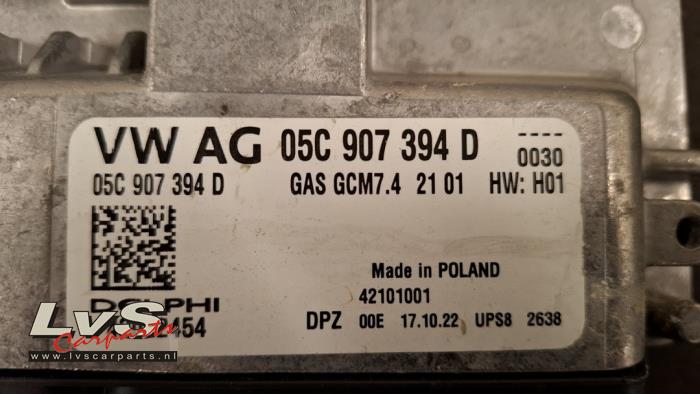 VW AG 05C 907 394 D
----
0030
05C 907 394 D GAS GCM7.4 21 01 HW: H01
Made in POLAND
DELPHI 42101001
DPZ 00E 17.10.22 UPS8 2638
LvS
Carparts
www.lvscarparts.nl